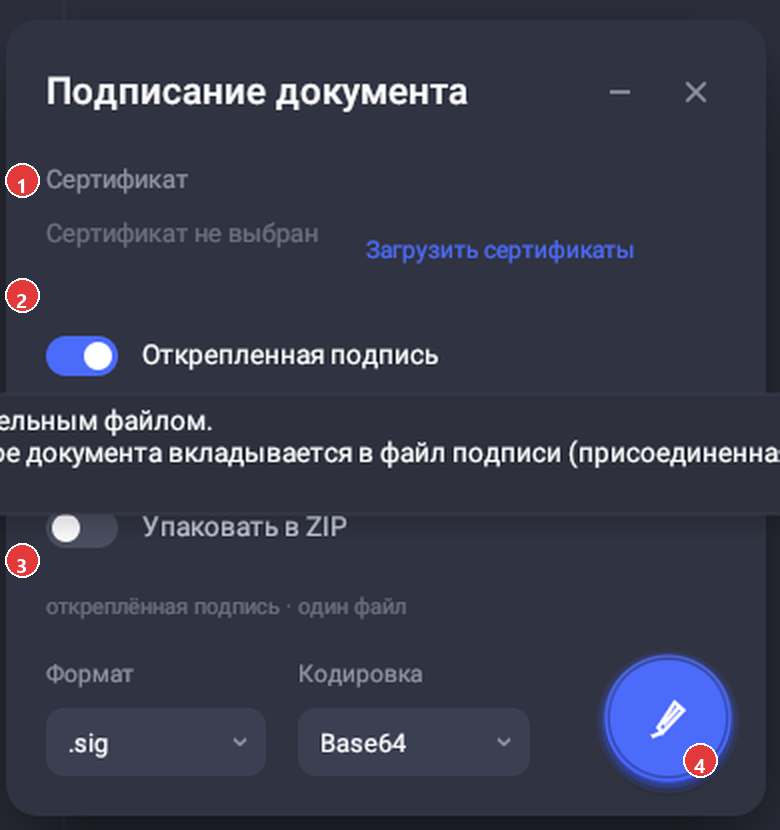 Подписание документа
1 Сертификат
Сертификат не выбран
Загрузить сертификаты
2
Открепленная подпись
ельным файлом.
ре документа вкладывается в файл подписи (присоединенна
Упаковать в ZIP
3
откреплённая подпись · один файл
Формат Кодировка
.sig Base64
4